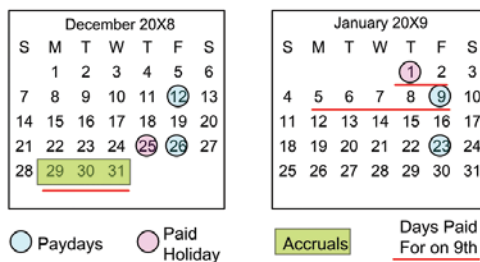 December 20X8
S M T W T F S
1 2 3 4 5 6
7 8 9 10 11 12 13
14 15 16 17 18 19 20
21 22 23 24 25 26 27
28 29 30 31
January 20X9
S M T W T F S
1 2 3
4 5 6 7 8 9 10
11 12 13 14 15 16 17
18 19 20 21 22 23 24
25 26 27 28 29 30 31
Paydays
Paid
Holiday
Accruals
Days Paid
For on 9th